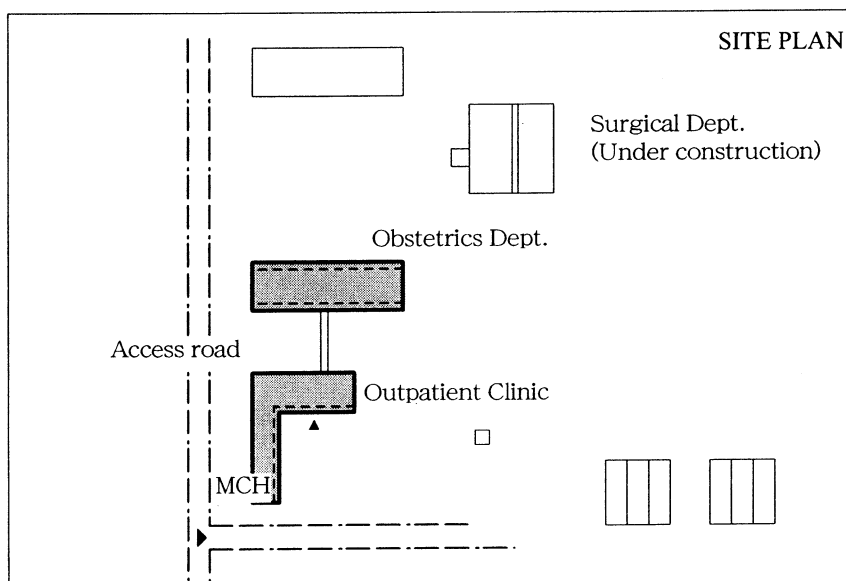 SITE PLAN
Surgical Dept.
(Under construction)
Obstetrics Dept.
Access road
Outpatient Clinic
MCH